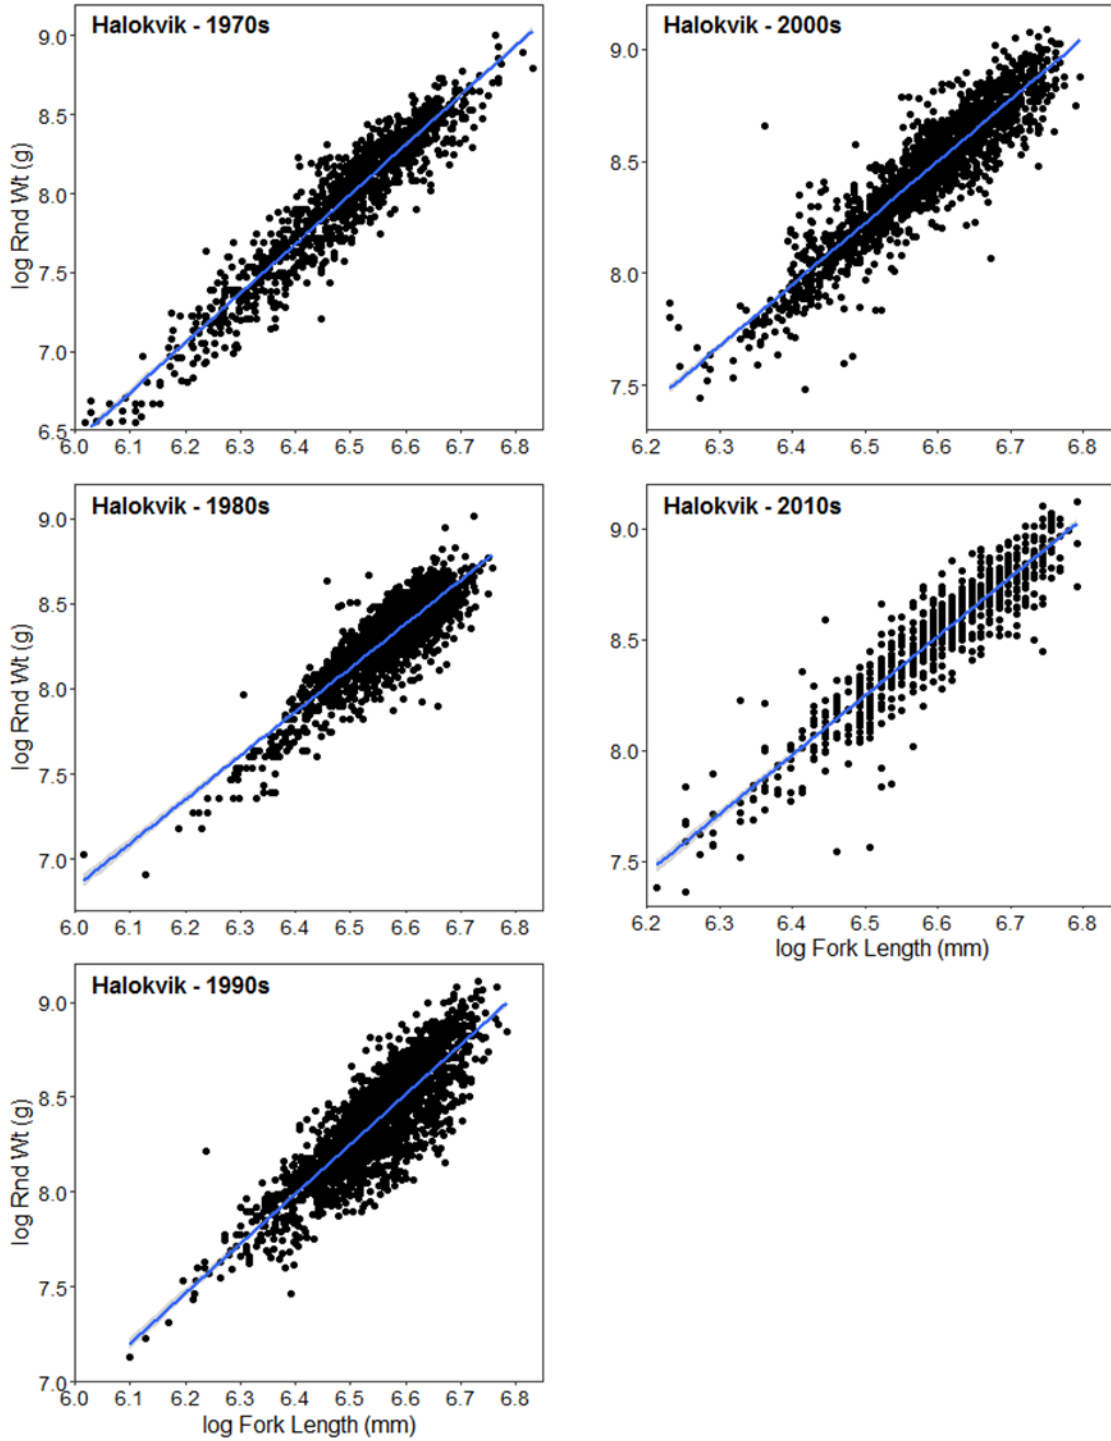 Halokvik - 1970s
log Rnd Wt (g)
9.0
8.5
8.0
7.5
7.0
6.5
6.0 6.1 6.2 6.3 6.4 6.5 6.6 6.7 6.8
Halokvik - 2000s
9.0
8.5
8.0
7.5
6.2 6.3 6.4 6.5 6.6 6.7 6.8
Halokvik - 1980s
log Rnd Wt (g)
9.0
8.5
8.0
7.5
7.0
6.0 6.1 6.2 6.3 6.4 6.5 6.6 6.7 6.8
Halokvik - 2010s
9.0
8.5
8.0
7.5
6.2 6.3 6.4 6.5 6.6 6.7 6.8
log Fork Length (mm)
Halokvik - 1990s
log Rnd Wt (g)
9.0
8.5
8.0
7.5
7.0
6.0 6.1 6.2 6.3 6.4 6.5 6.6 6.7 6.8
log Fork Length (mm)